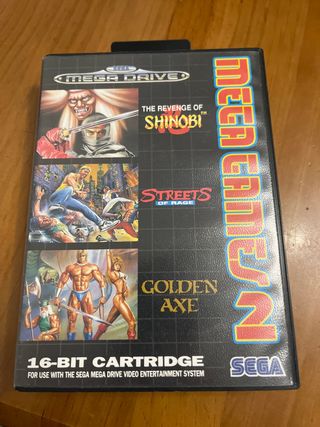 SEGA
MEGA DRIVE
THE REVENGE OF
SHINOBI™
STREETS
OF RAGE
GOLDEN
AXE
MEGA GAMES 2
16-BIT CARTRIDGE
FOR USE WITH THE SEGA MEGA DRIVE VIDEO ENTERTAINMENT SYSTEM
SEGA